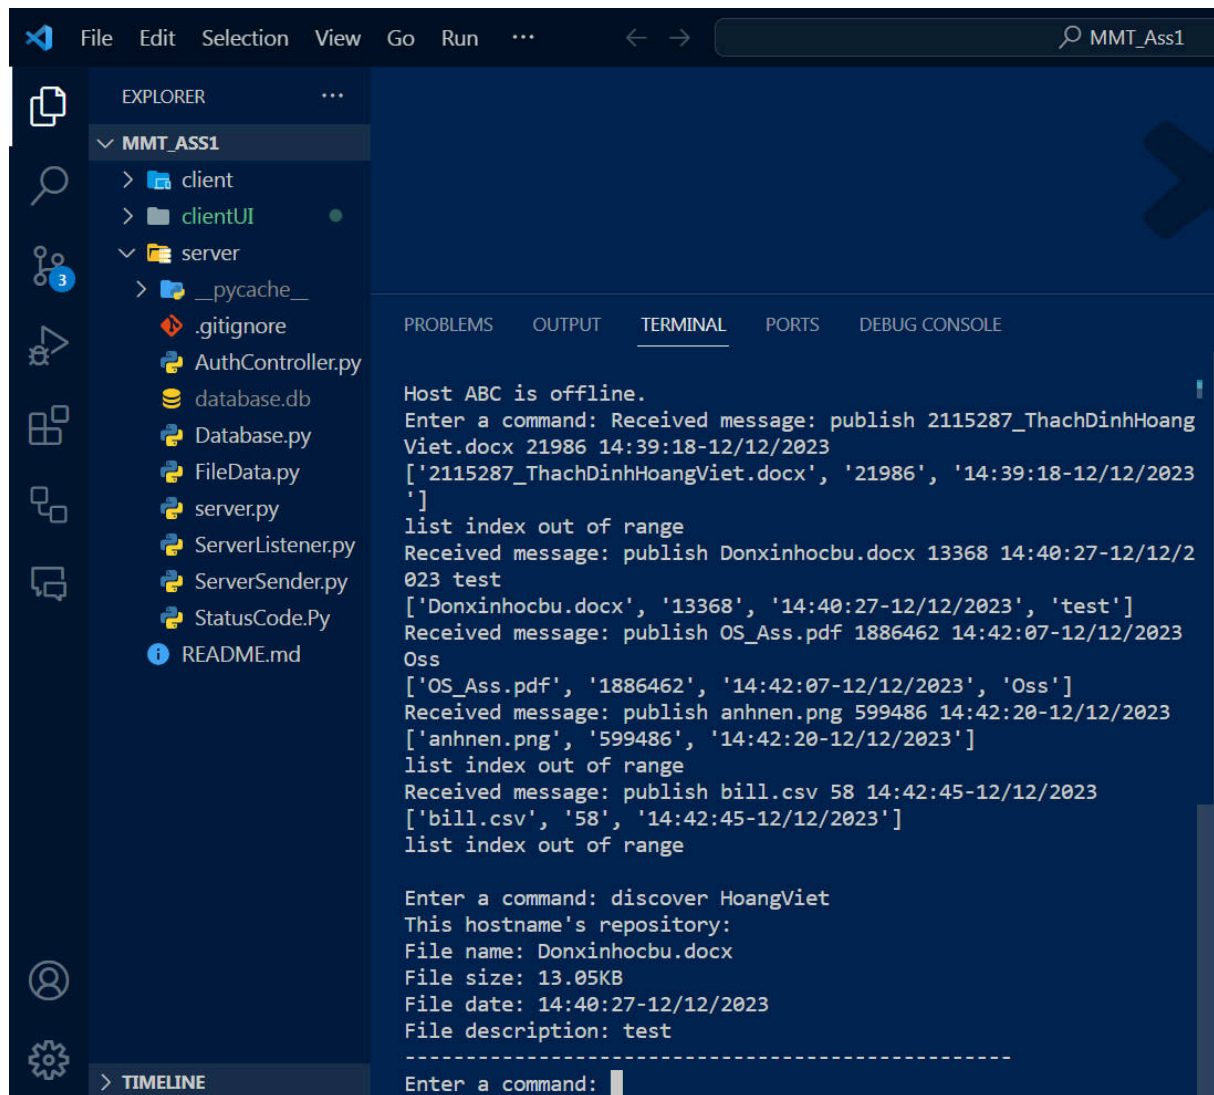 File Edit Selection View Go Run ··· ← → MMT_Ass1
EXPLORER ···
MMT_ASS1
client
clientUI
server
3
__pycache__
.gitignore
AuthController.py
database.db
Database.py
FileData.py
server.py
ServerListener.py
ServerSender.py
StatusCode.Py
README.md
TIMELINE
PROBLEMS OUTPUT TERMINAL PORTS DEBUG CONSOLE
Host ABC is offline.
Enter a command: Received message: publish 2115287_ThachDinhHoang
Viet.docx 21986 14:39:18-12/12/2023
['2115287_ThachDinhHoangViet.docx', '21986', '14:39:18-12/12/2023
']
list index out of range
Received message: publish Donxinhocbu.docx 13368 14:40:27-12/12/2
023 test
['Donxinhocbu.docx', '13368', '14:40:27-12/12/2023', 'test']
Received message: publish OS_Ass.pdf 1886462 14:42:07-12/12/2023
Oss
['OS_Ass.pdf', '1886462', '14:42:07-12/12/2023', 'Oss']
Received message: publish anhnen.png 599486 14:42:20-12/12/2023
['anhnen.png', '599486', '14:42:20-12/12/2023']
list index out of range
Received message: publish bill.csv 58 14:42:45-12/12/2023
['bill.csv', '58', '14:42:45-12/12/2023']
list index out of range
Enter a command: discover HoangViet
This hostname's repository:
File name: Donxinhocbu.docx
File size: 13.05KB
File date: 14:40:27-12/12/2023
File description: test
--------------------------------------------------
Enter a command: